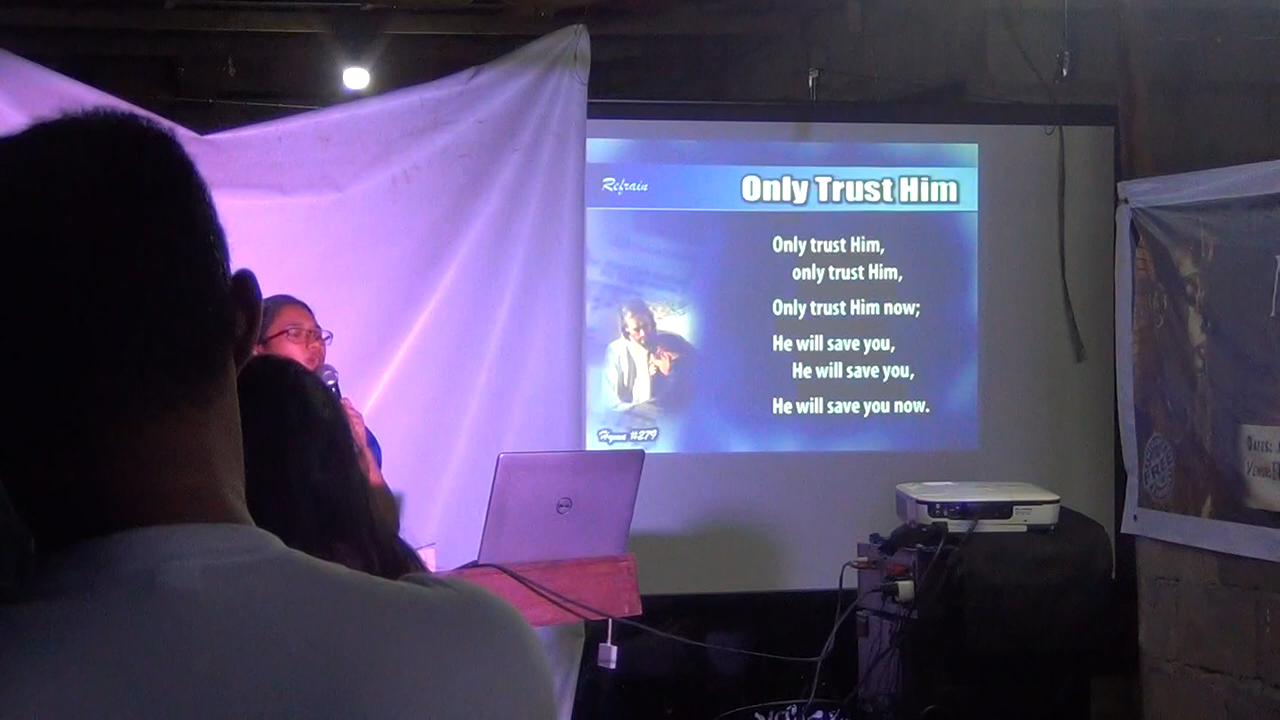 Refrain
Only Trust Him
Only trust Him,
only trust Him,
Only trust Him now;
He will save you,
He will save you,
He will save you now.
Hymn #279
DELL